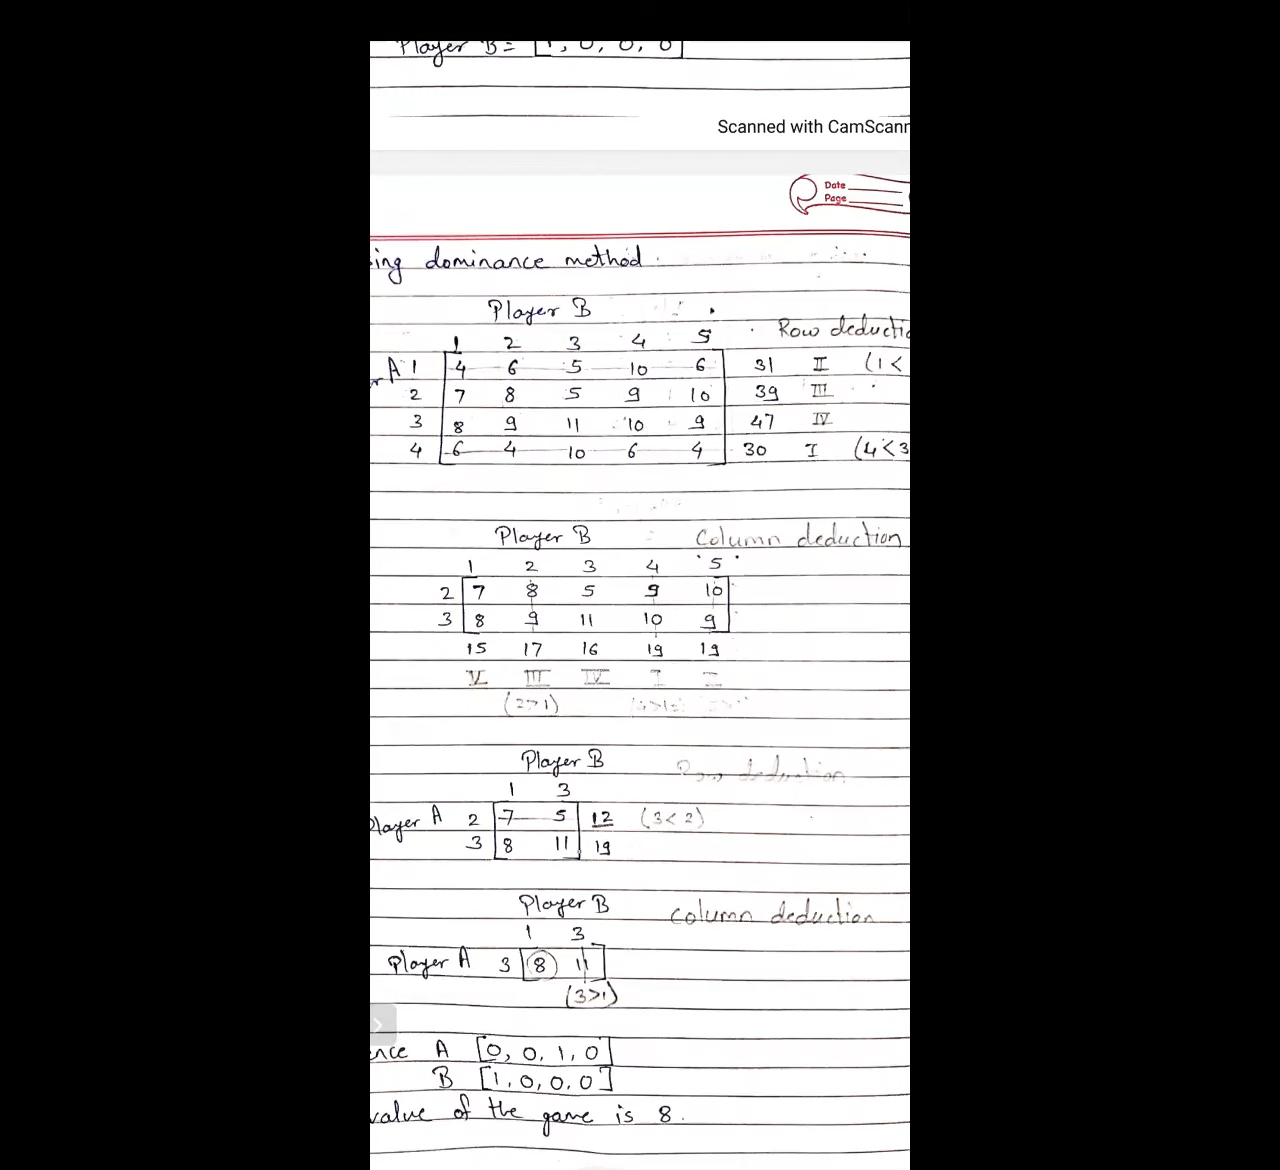 Player B = [1, 0, 0, 0]
Scanned with CamScann
Date
Page
ing dominance method
Player B
Row deductio
1 2 3 4 5
r A 1 4 6 5 10 6 31 II (1<
2 7 8 5 9 10 39 III
3 8 9 11 10 9 47 IV
4 6 4 10 6 4 30 I (4<3
Player B Column deduction
1 2 3 4 5
2 7 8 5 9 10
3 8 9 11 10 9
15 17 16 19 19
V III IV I
(2>1)
Player B Row deduction
1 3
Player A 2 7 5 12 (3<2)
3 8 11 19
Player B Column deduction
1 3
Player A 3 8 11
(3>1)
ence A [0, 0, 1, 0]
B [1, 0, 0, 0]
value of the game is 8.